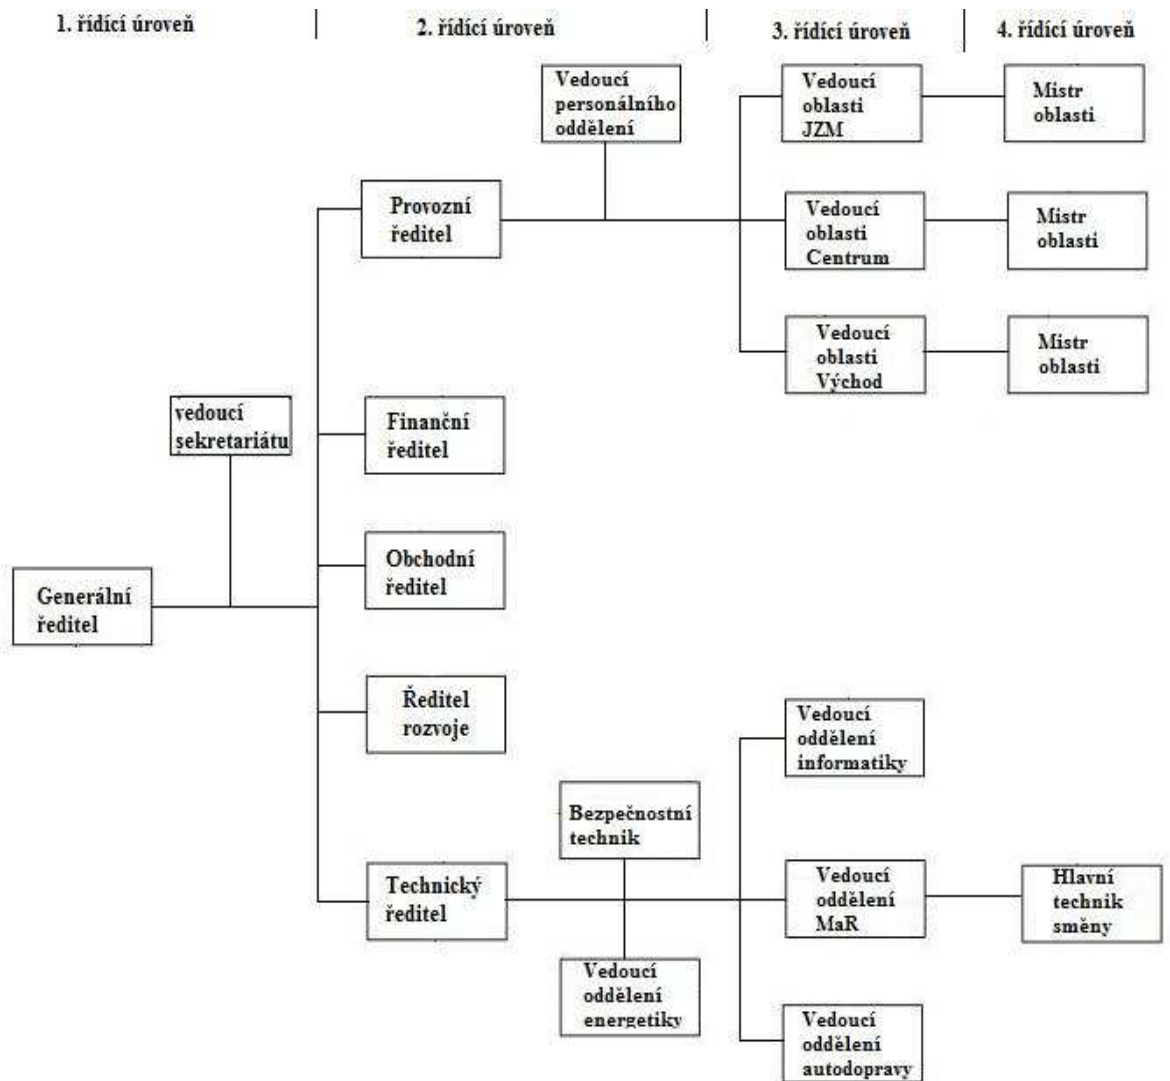 1. řídící úroveň
2. řídící úroveň
3. řídící úroveň
4. řídící úroveň
Vedoucí
personálního
oddělení
Vedoucí
oblasti
JZM
Mistr
oblasti
Provozní
ředitel
Vedoucí
oblasti
Centrum
Mistr
oblasti
Vedoucí
oblasti
Východ
Mistr
oblasti
vedoucí
sekretariátu
Finanční
ředitel
Obchodní
ředitel
Generální
ředitel
Ředitel
rozvoje
Vedoucí
oddělení
informatiky
Bezpečnostní
technik
Technický
ředitel
Vedoucí
oddělení
MaR
Hlavní
technik
směny
Vedoucí
oddělení
energetiky
Vedoucí
oddělení
autodopravy